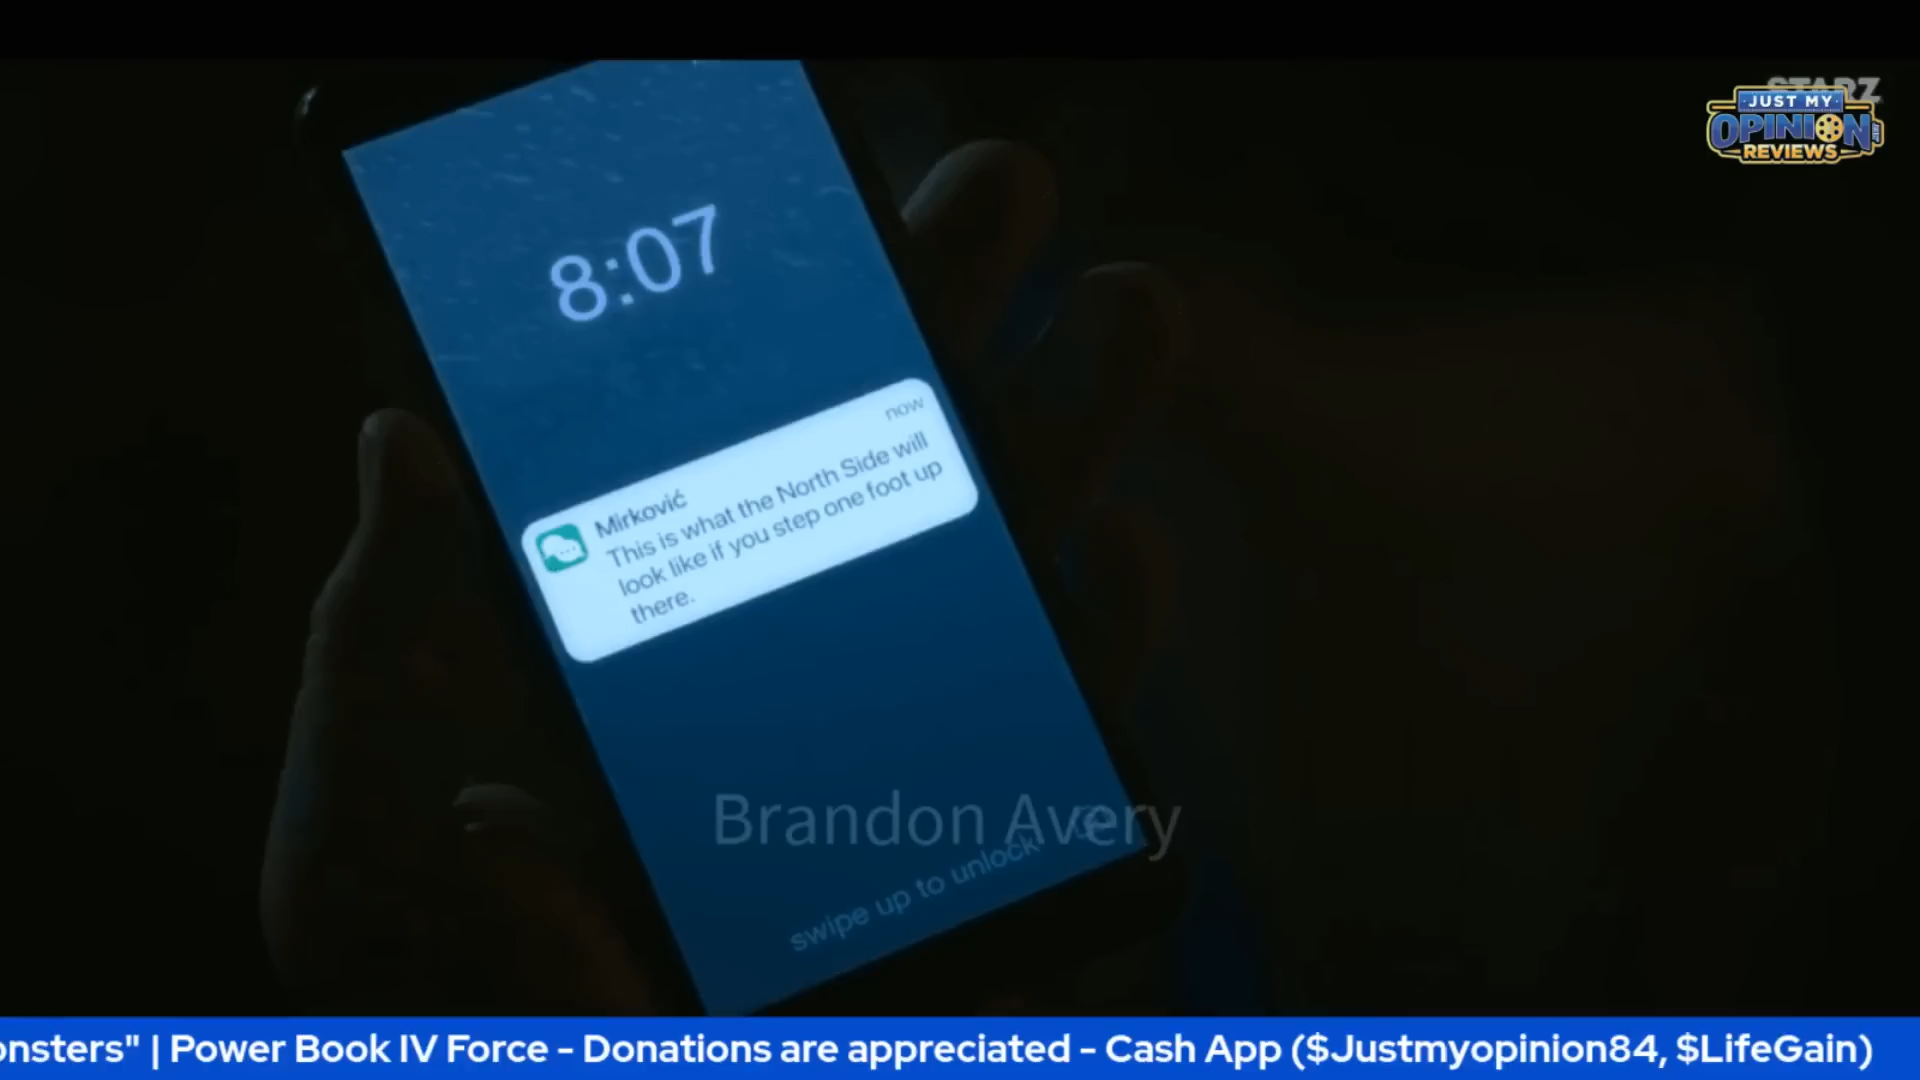 STARZ
JUST MY
OPINION
REVIEWS
8:07
now
Mirković
This is what the North Side will
look like if you step one foot up
there.
Brandon Avery
swipe up to unlock
onsters" | Power Book IV Force - Donations are appreciated - Cash App ($Justmyopinion84, $LifeGain)